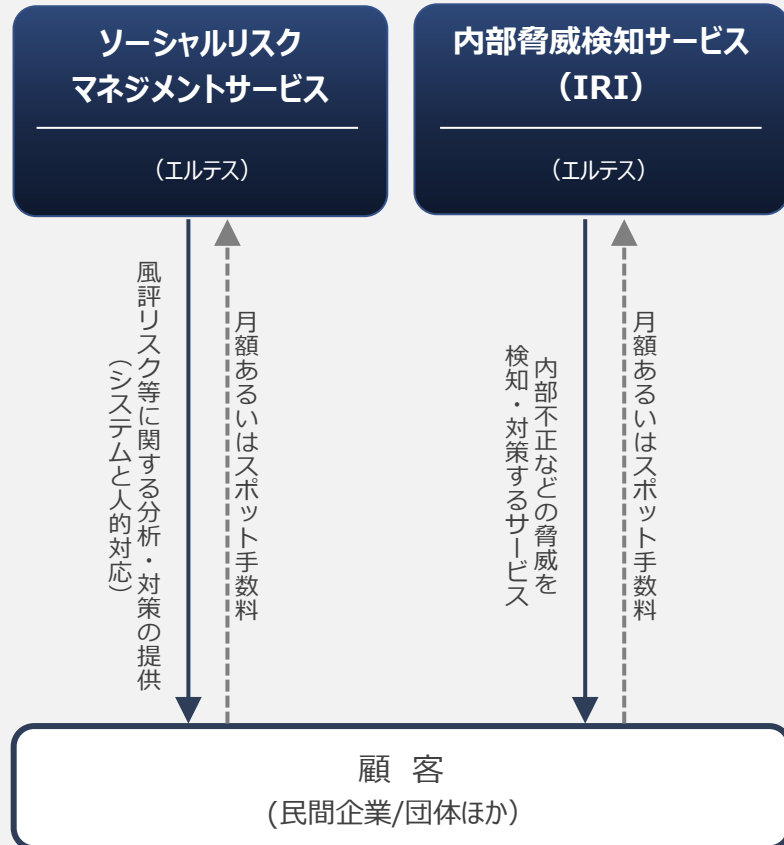 ソーシャルリスク
マネジメントサービス
（エルテス）
内部脅威検知サービス
（IRI）
（エルテス）
風評リスク等に関する分析・対策の提供
（システムと人的対応）
月額あるいはスポット手数料
内部不正などの脅威を
検知・対策するサービス
月額あるいはスポット手数料
顧 客
(民間企業/団体ほか）